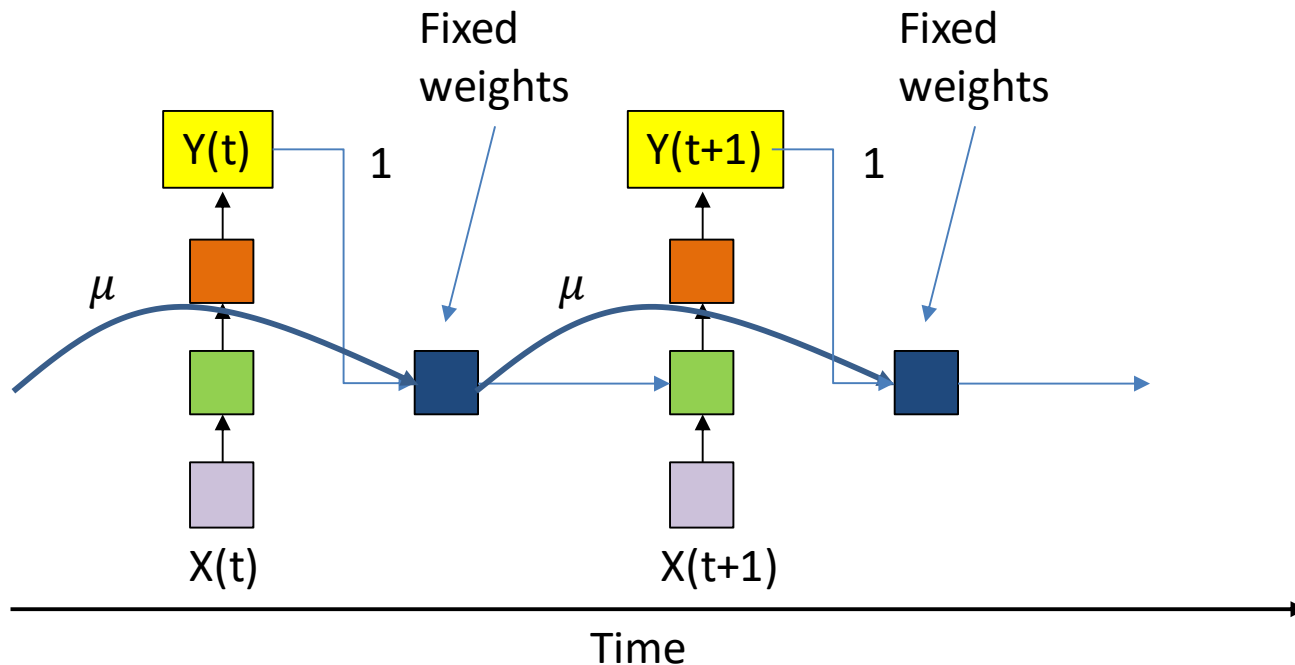 Fixed
weights
Fixed
weights
Y(t)
1
Y(t+1)
1
μ
μ
X(t)
X(t+1)
Time